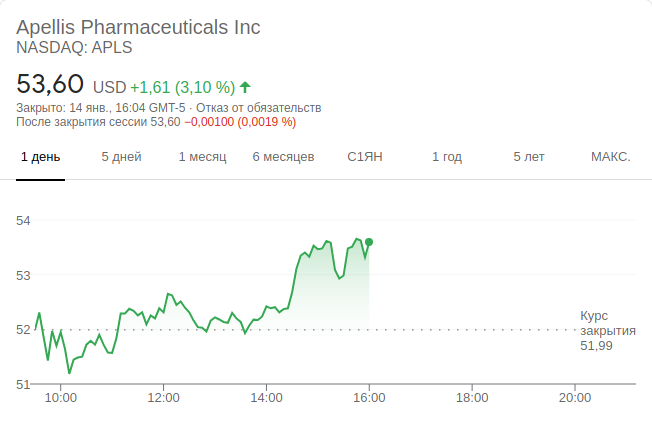 Apellis Pharmaceuticals Inc
NASDAQ: APLS
53,60 USD +1,61 (3,10 %)
Закрыто: 14 янв., 16:04 GMT-5 · Отказ от обязательств
После закрытия сессии 53,60 −0,00100 (0,0019 %)
1 день 5 дней 1 месяц 6 месяцев С1ЯН 1 год 5 лет МАКС.
54
53
52
51
Курс
закрытия
51,99
10:00 12:00 14:00 16:00 18:00 20:00